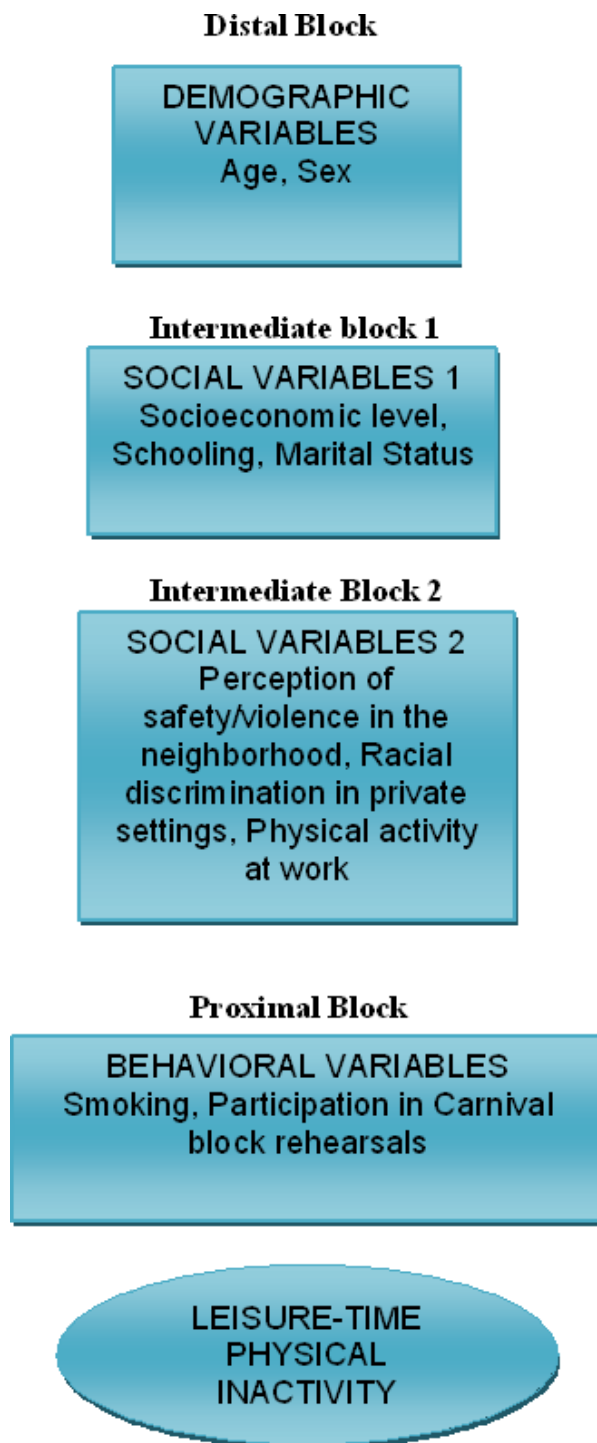 Distal Block
DEMOGRAPHIC
VARIABLES
Age, Sex
Intermediate block 1
SOCIAL VARIABLES 1
Socioeconomic level,
Schooling, Marital Status
Intermediate Block 2
SOCIAL VARIABLES 2
Perception of
safety/violence in the
neighborhood, Racial
discrimination in private
settings, Physical activity
at work
Proximal Block
BEHAVIORAL VARIABLES
Smoking, Participation in Carnival
block rehearsals
LEISURE-TIME
PHYSICAL
INACTIVITY